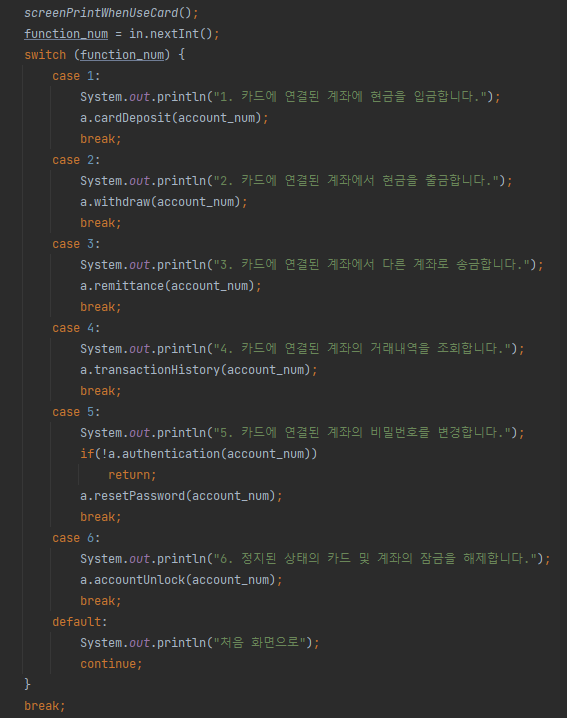 screenPrintWhenUseCard();
function_num = in.nextInt();
switch (function_num) {
case 1:
System.out.println("1. 카드에 연결된 계좌에 현금을 입금합니다.");
a.cardDeposit(account_num);
break;
case 2:
System.out.println("2. 카드에 연결된 계좌에서 현금을 출금합니다.");
a.withdraw(account_num);
break;
case 3:
System.out.println("3. 카드에 연결된 계좌에서 다른 계좌로 송금합니다.");
a.remittance(account_num);
break;
case 4:
System.out.println("4. 카드에 연결된 계좌의 거래내역을 조회합니다.");
a.transactionHistory(account_num);
break;
case 5:
System.out.println("5. 카드에 연결된 계좌의 비밀번호를 변경합니다.");
if(!a.authentication(account_num))
return;
a.resetPassword(account_num);
break;
case 6:
System.out.println("6. 정지된 상태의 카드 및 계좌의 잠금을 해제합니다.");
a.accountUnlock(account_num);
break;
default:
System.out.println("처음 화면으로");
continue;
}
break;